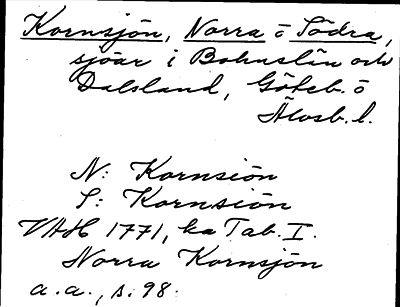 Kornsjön, Norra o Södra,
sjöar i Bohuslän och
Dalsland, Göteb. o
Älvsb. l.
N: Kornsiön
S: Kornsiön
VAH 1771, ka Tab. I.
Norra Kornsjön
a. a., s. 98.